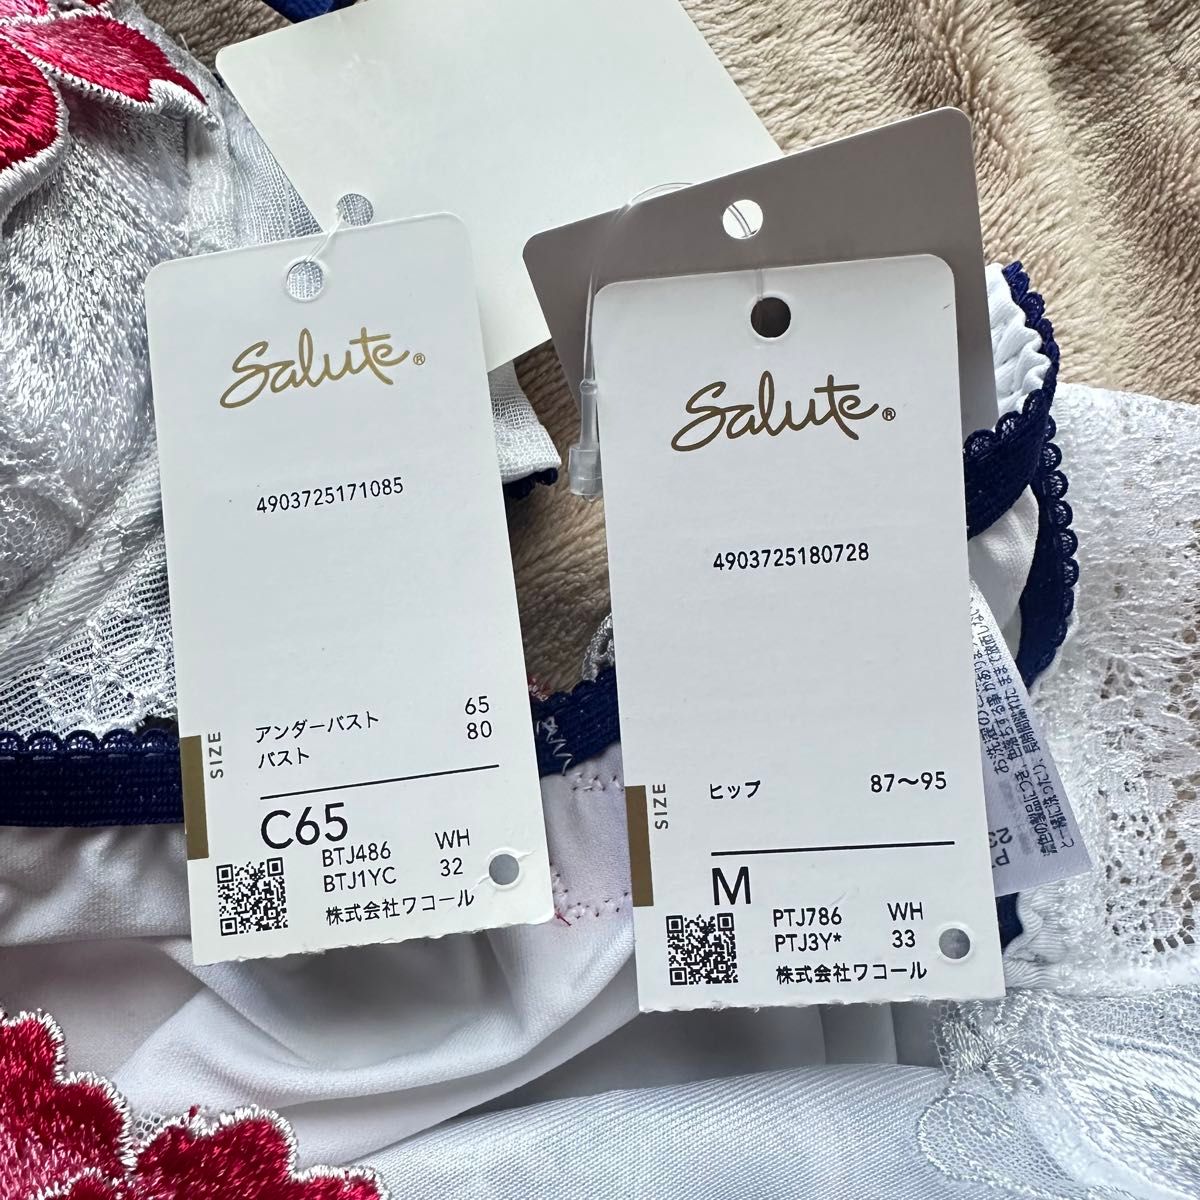 Salute®
4903725171085
SIZE
アンダーバスト 65
バスト 80
C65
BTJ486 WH
BTJ1YC 32
株式会社ワコール
Salute®
4903725180728
SIZE
ヒップ 87～95
M
PTJ786 WH
PTJ3Y* 33
株式会社ワコール